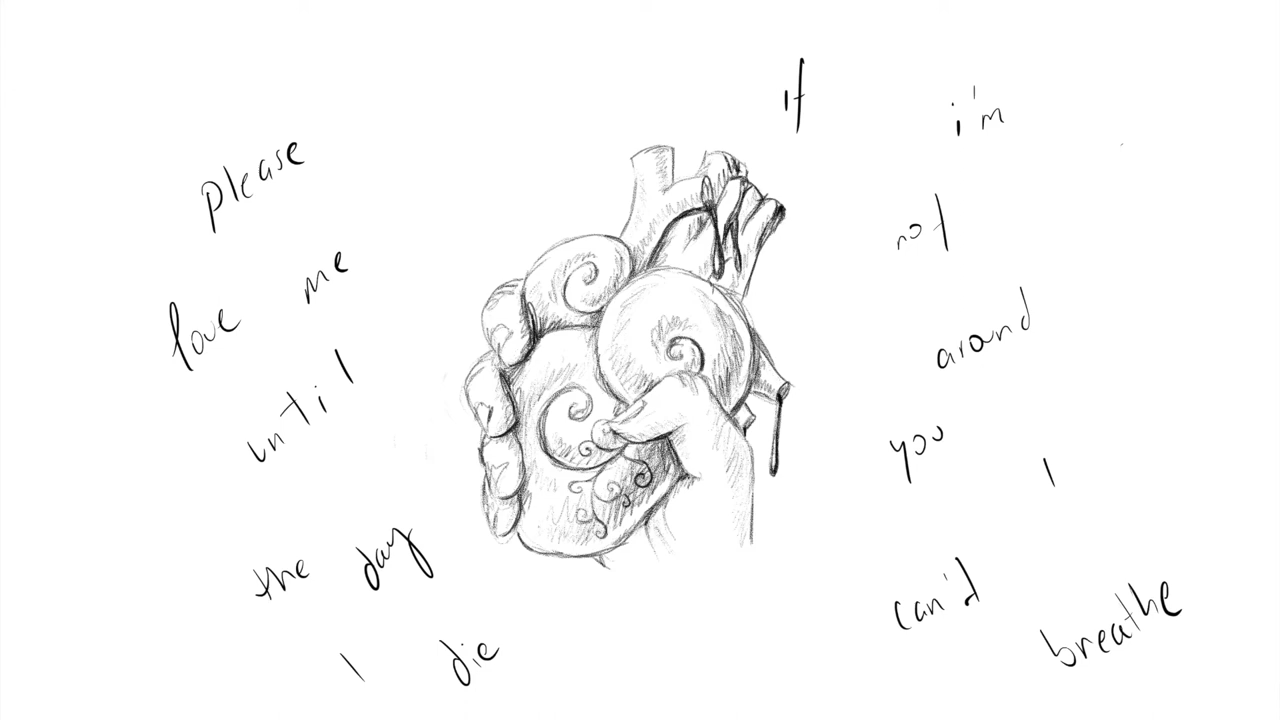 please
love me
until
the day
I die
If i'm
not
around
you I
can'd
breathe